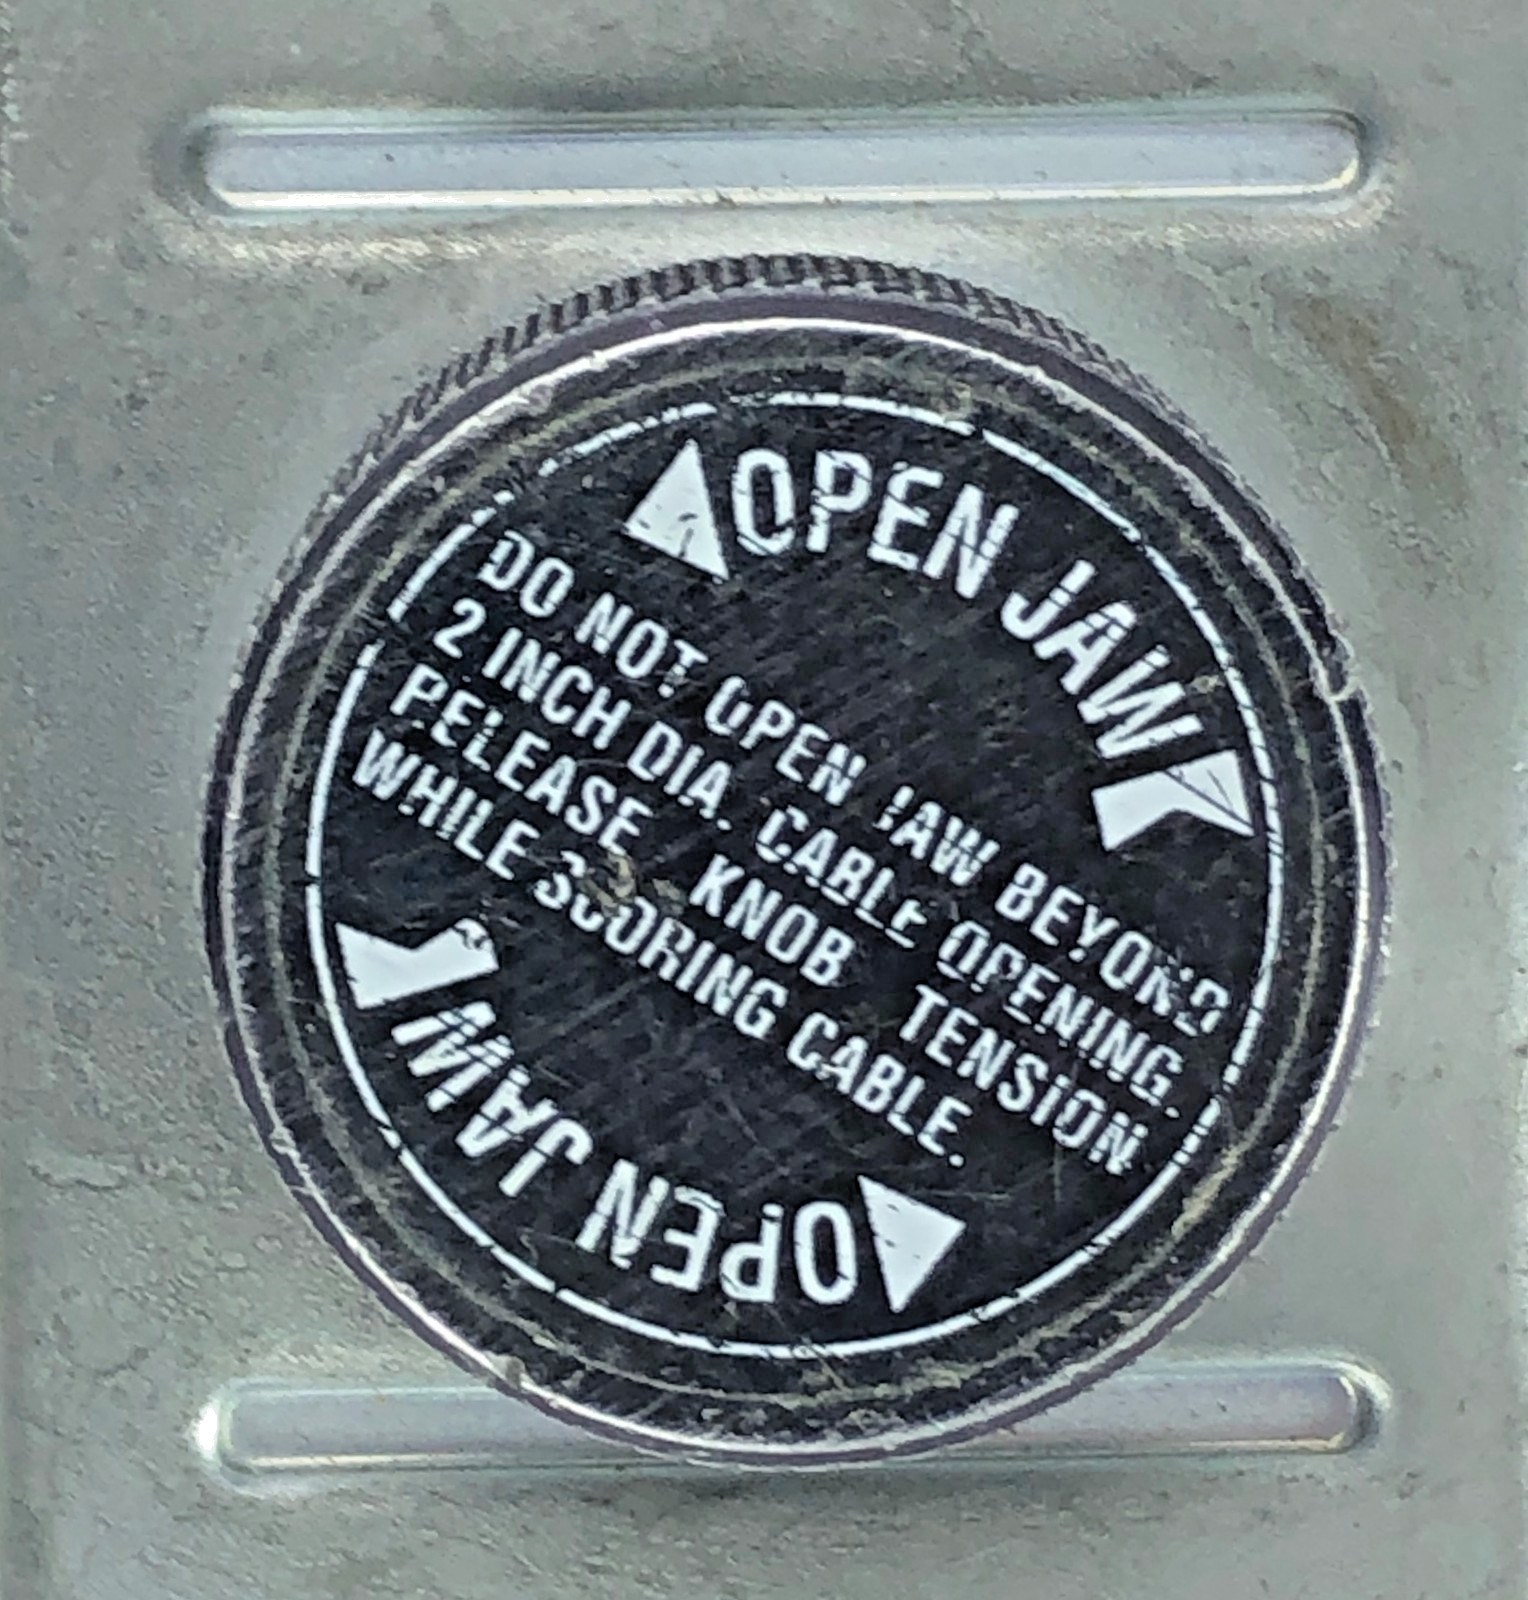 OPEN JAW
DO NOT OPEN JAW BEYOND
2 INCH DIA. CABLE OPENING.
RELEASE KNOB TENSION
WHILE SCORING CABLE.
OPEN JAW